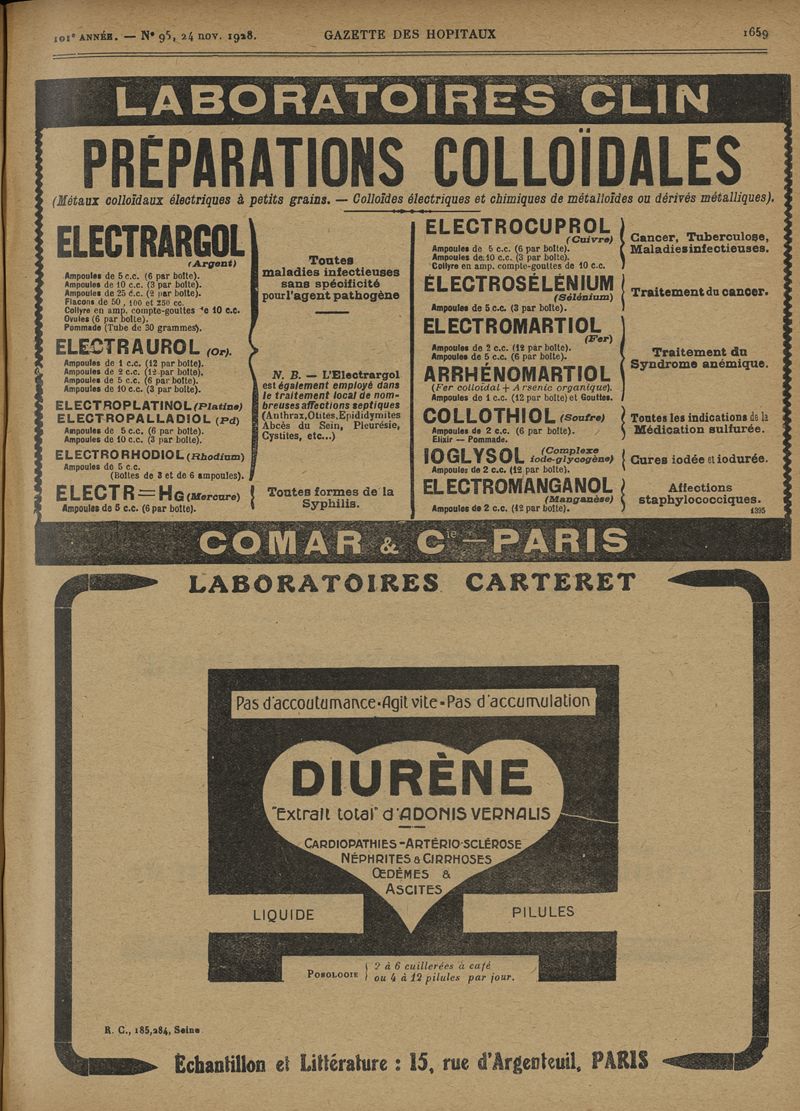 101e ANNÉE. — N° 95, 24 nov. 1928.
GAZETTE DES HOPITAUX
1659
LABORATOIRES CLIN
PRÉPARATIONS COLLOÏDALES
(Métaux colloïdaux électriques à petits grains. — Colloïdes électriques et chimiques de métalloïdes ou dérivés métalliques).
ELECTRARGOL
(Argent)
Ampoules de 5 c.c. (6 par boîte).
Ampoules de 10 c.c. (3 par boîte).
Ampoules de 25 c.c. (2 par boîte).
Flacons de 50, 100 et 250 cc.
Collyre en amp. compte-gouttes de 10 c.c.
Ovules (6 par boîte).
Pommade (Tube de 30 grammes).
ELECTRAUROL (Or).
Ampoules de 1 c.c. (12 par boîte).
Ampoules de 2 c.c. (12 par boîte).
Ampoules de 5 c.c. (6 par boîte).
Ampoules de 10 c.c. (3 par boîte).
ELECTROPLATINOL (Platine)
ELECTROPALLADIOL (Pd)
Ampoules de 5 c.c. (6 par boîte).
Ampoules de 10 c.c. (3 par boîte).
ELECTRORHODIOL (Rhodium)
Ampoules de 5 c.c.
(Boîtes de 3 et de 6 ampoules).
ELECTR=HG (Mercure)
Ampoules de 5 c.c. (6 par boîte).
Toutes
maladies infectieuses
sans spécificité
pour l'agent pathogène
N. B. — L'Electrargol
est également employé dans
le traitement local de nom-
breuses affections septiques
(Anthrax, Otites, Epididymites
Abcès du Sein, Pleurésie,
Cystites, etc...)
Toutes formes de la
Syphilis.
ELECTROCUPROL
(Cuivre)
Ampoules de 5 c.c. (6 par boîte).
Ampoules de 10 c.c. (3 par boîte).
Collyre en amp. compte-gouttes de 10 c.c.
Cancer, Tuberculose,
Maladies infectieuses.
ÉLECTROSÉLÉNIUM
(Sélénium)
Ampoules de 5 c.c. (3 par boîte).
Traitement du cancer.
ELECTROMARTIOL
(Fer)
Ampoules de 2 c.c. (12 par boîte)
Ampoules de 5 c.c. (6 par boîte).
ARRHÉNOMARTIOL
(Fer colloïdal + Arsenic organique).
Ampoules de 1 c.c. (12 par boîte) et Gouttes.
Traitement du
Syndrome anémique.
COLLOTHIOL (Soufre)
Ampoules de 2 c.c. (6 par boîte).
Elixir — Pommade.
Toutes les indications de la
Médication sulfurée.
IOGLYSOL (Complexe
iode-glycogène)
Ampoules de 2 c.c. (12 par boîte).
Cures iodée et iodurée.
ELECTROMANGANOL
(Manganèse)
Ampoules de 2 c.c. (12 par boîte).
Affections
staphylococciques.
1395
COMAR & Cie — PARIS
LABORATOIRES CARTERET
Pas d'accoutumance • Agit vite • Pas d'accumulation
DIURÈNE
"Extrait total" d'ADONIS VERNALIS
CARDIOPATHIES - ARTÉRIO-SCLÉROSE
NÉPHRITES & CIRRHOSES
ŒDÈMES &
ASCITES
LIQUIDE
PILULES
POSOLOGIE { 2 à 6 cuillerées à café
ou 4 à 12 pilules par jour.
R. C., 185,284, Seine
Échantillon et Littérature : 15, rue d'Argenteuil, PARIS